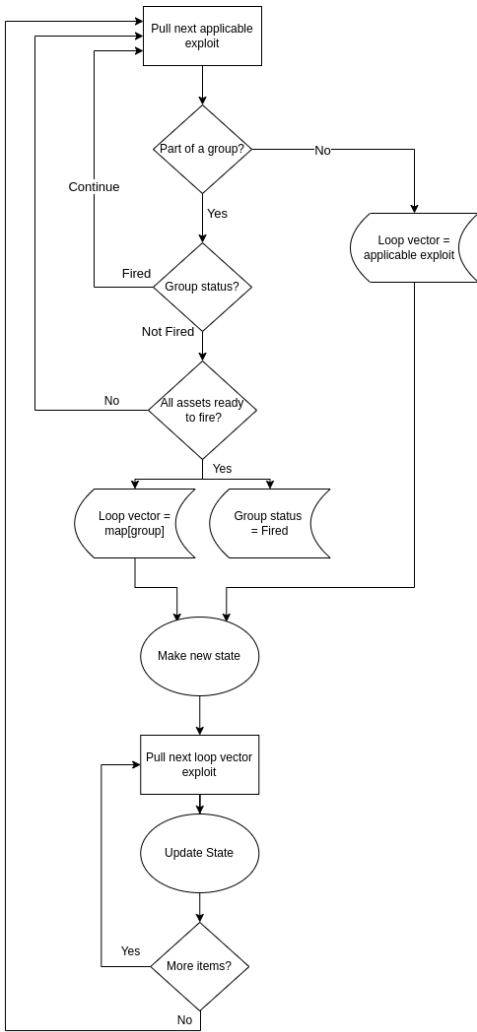 Pull next applicable
exploit
Part of a group?
No
Continue
Yes
Loop vector =
applicable exploit
Fired
Group status?
Not Fired
No
All assets ready
to fire?
Yes
Loop vector =
map[group]
Group status
= Fired
Make new state
Pull next loop vector
exploit
Update State
Yes
More items?
No